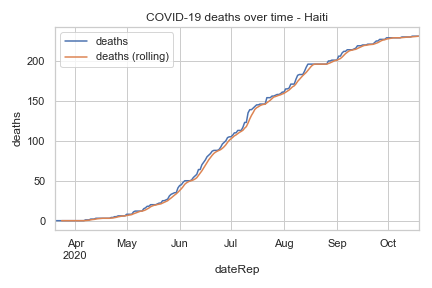 COVID-19 deaths over time - Haiti
deaths
deaths (rolling)
deaths
200
150
100
50
0
Apr May Jun Jul Aug Sep Oct
2020
dateRep